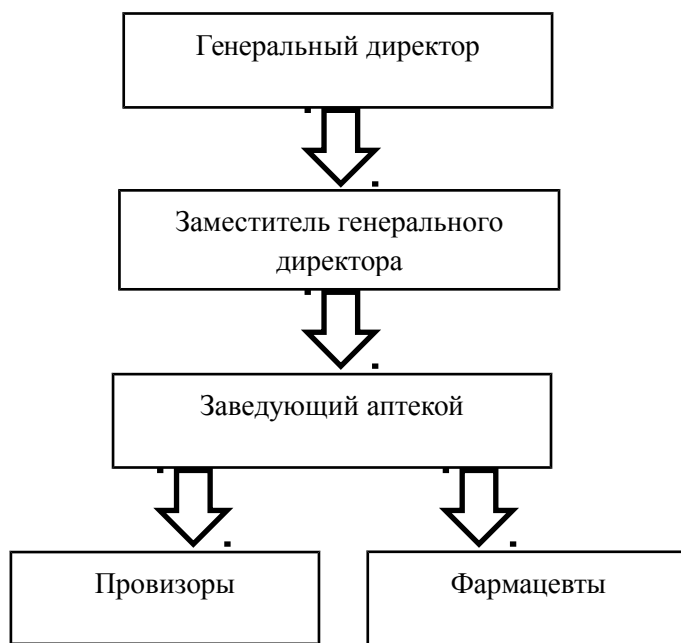 Генеральный директор
Заместитель генерального
директора
Заведующий аптекой
Провизоры
Фармацевты